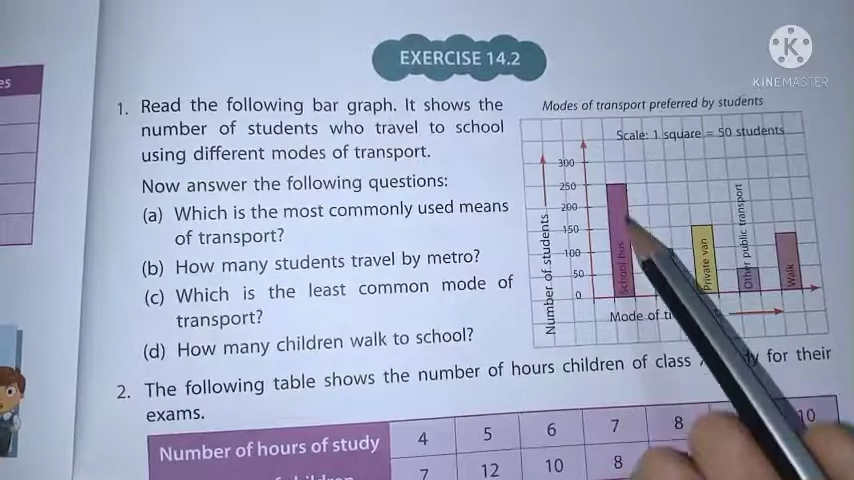 K
KINEMASTER
es
EXERCISE 14.2
1. Read the following bar graph. It shows the
number of students who travel to school
using different modes of transport.
Now answer the following questions:
(a) Which is the most commonly used means
of transport?
(b) How many students travel by metro?
(c) Which is the least common mode of
transport?
(d) How many children walk to school?
Modes of transport preferred by students
Scale: 1 square = 50 students
300
250
200
150
100
50
0
Number of students
School bus
Private van
Other public transport
Walk
Mode of
2. The following table shows the number of hours children of class for their
exams.
Number of hours of study 4 5 6 7 8 10
7 12 10 8